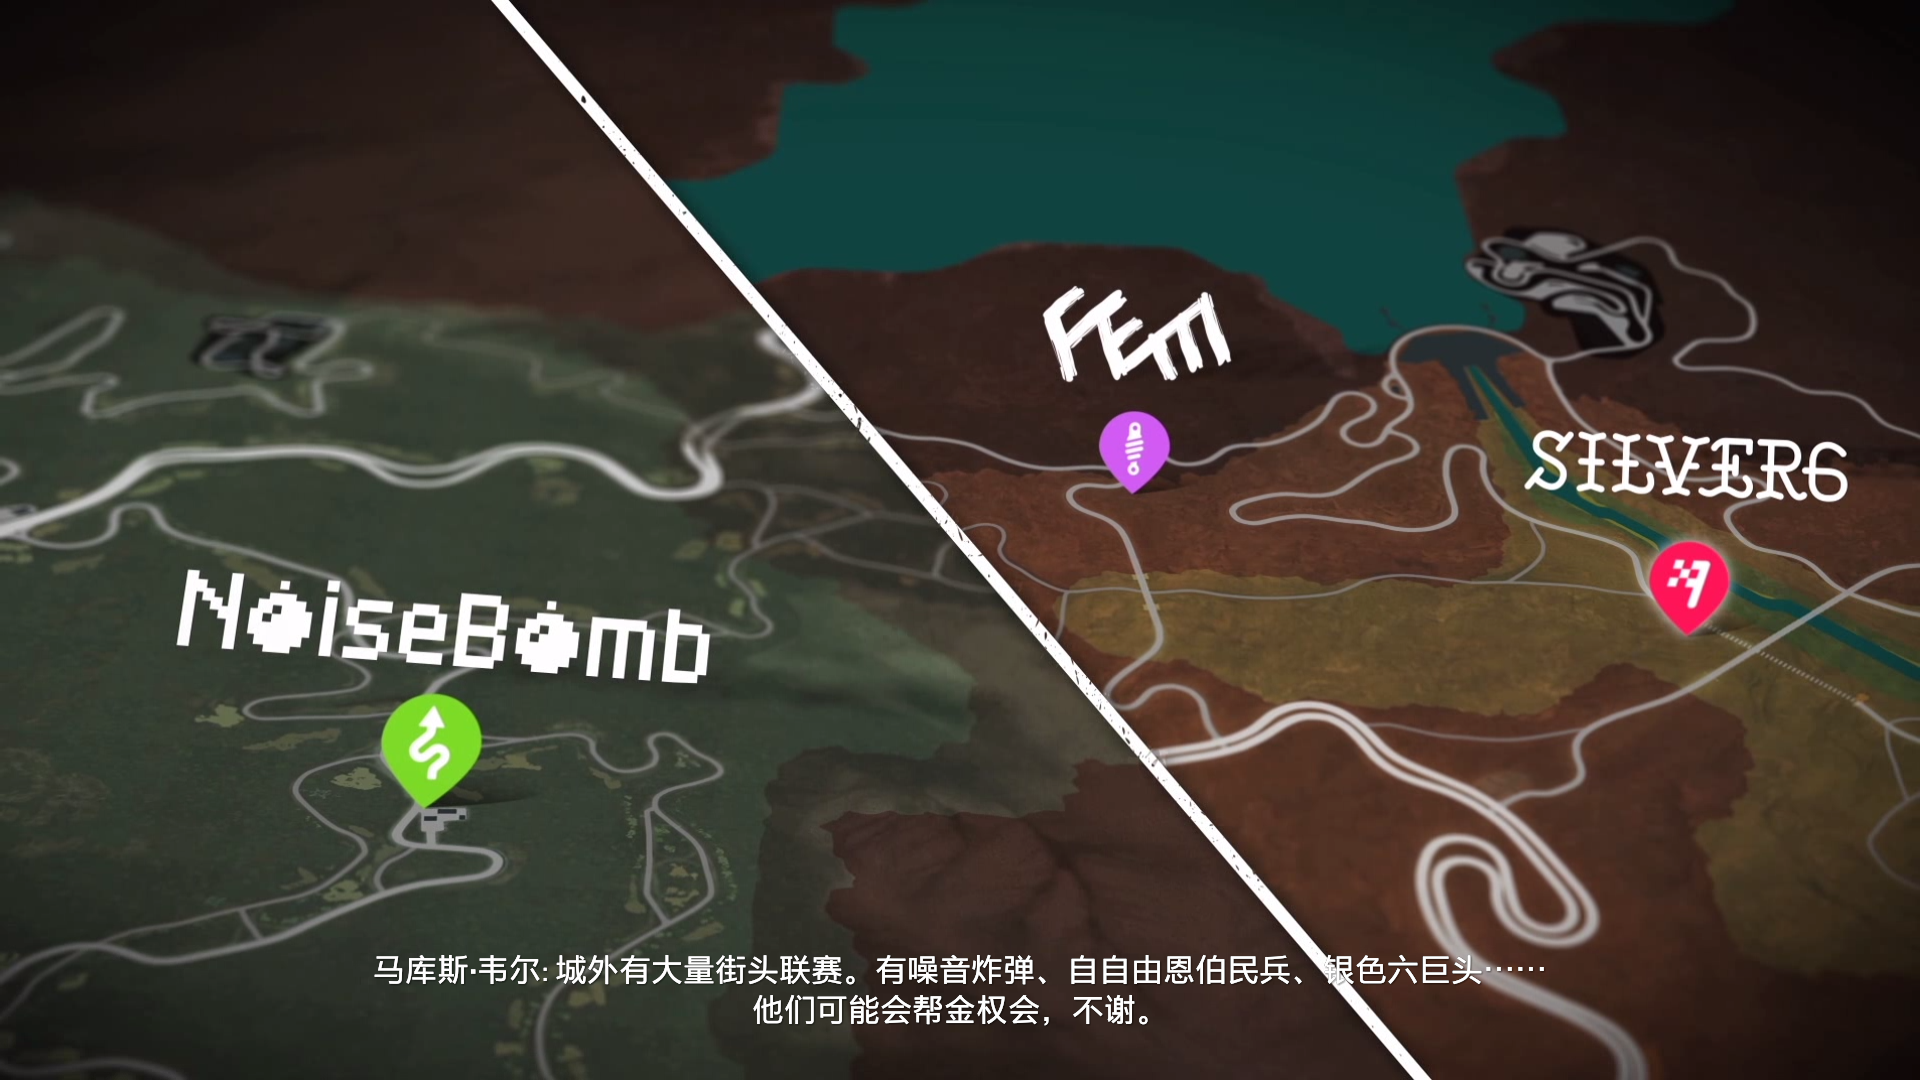 FEM
SILVER6
NoiseBomb
马库斯·韦尔: 城外有大量街头联赛。有噪音炸弹、自自由恩伯民兵、银色六巨头……
他们可能会帮金权会，不谢。